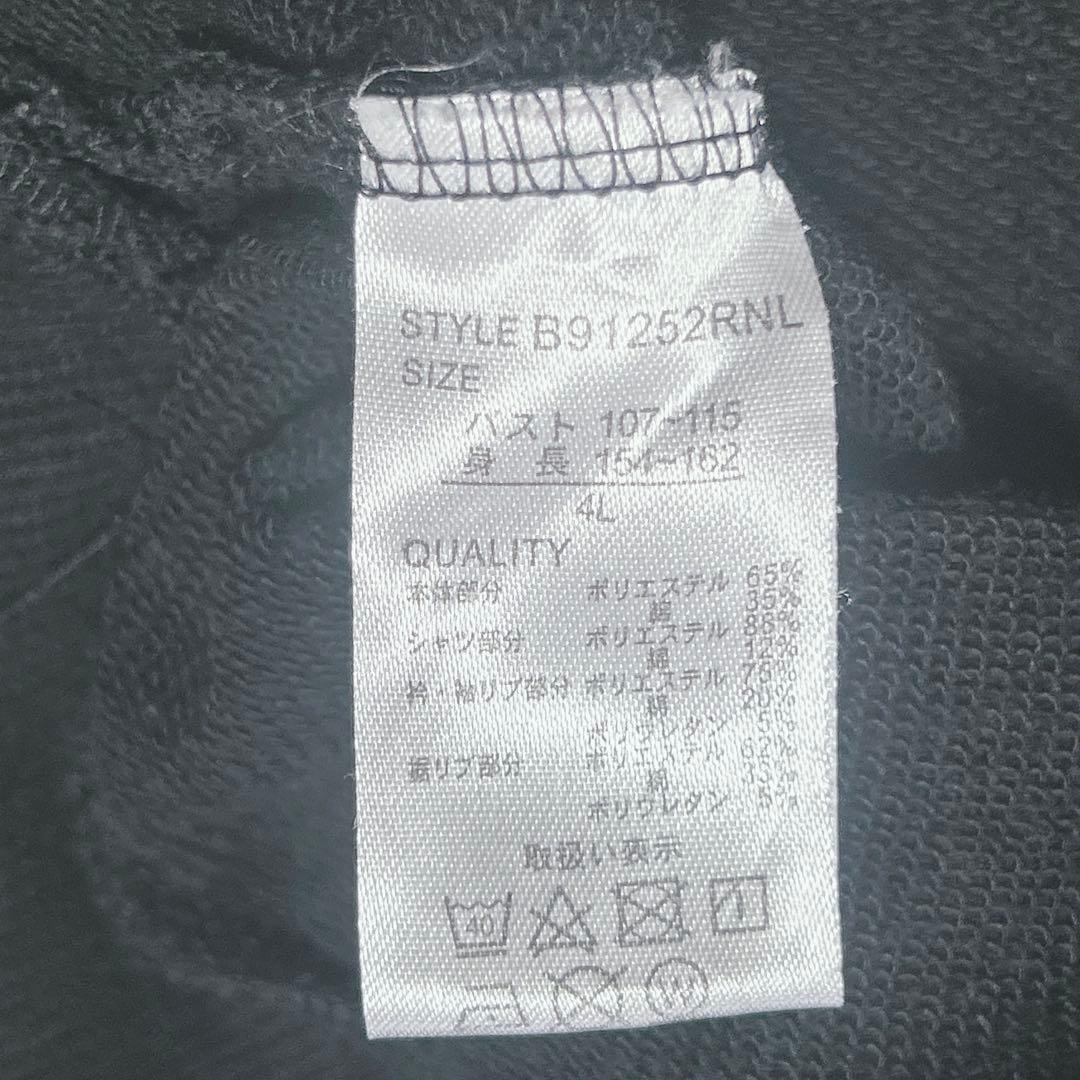 STYLE B91252RNL
SIZE
バスト 107~115
身 長 154~162
4L
QUALITY
本体部分 ポリエステル 65%
綿 35%
シャツ部分 ポリエステル 88%
綿 12%
衿・袖リブ部分 ポリエステル 75%
綿 20%
ポリウレタン 5%
裾リブ部分 ポリエステル 62%
綿 33%
ポリウレタン 5%
取扱い表示
40
W